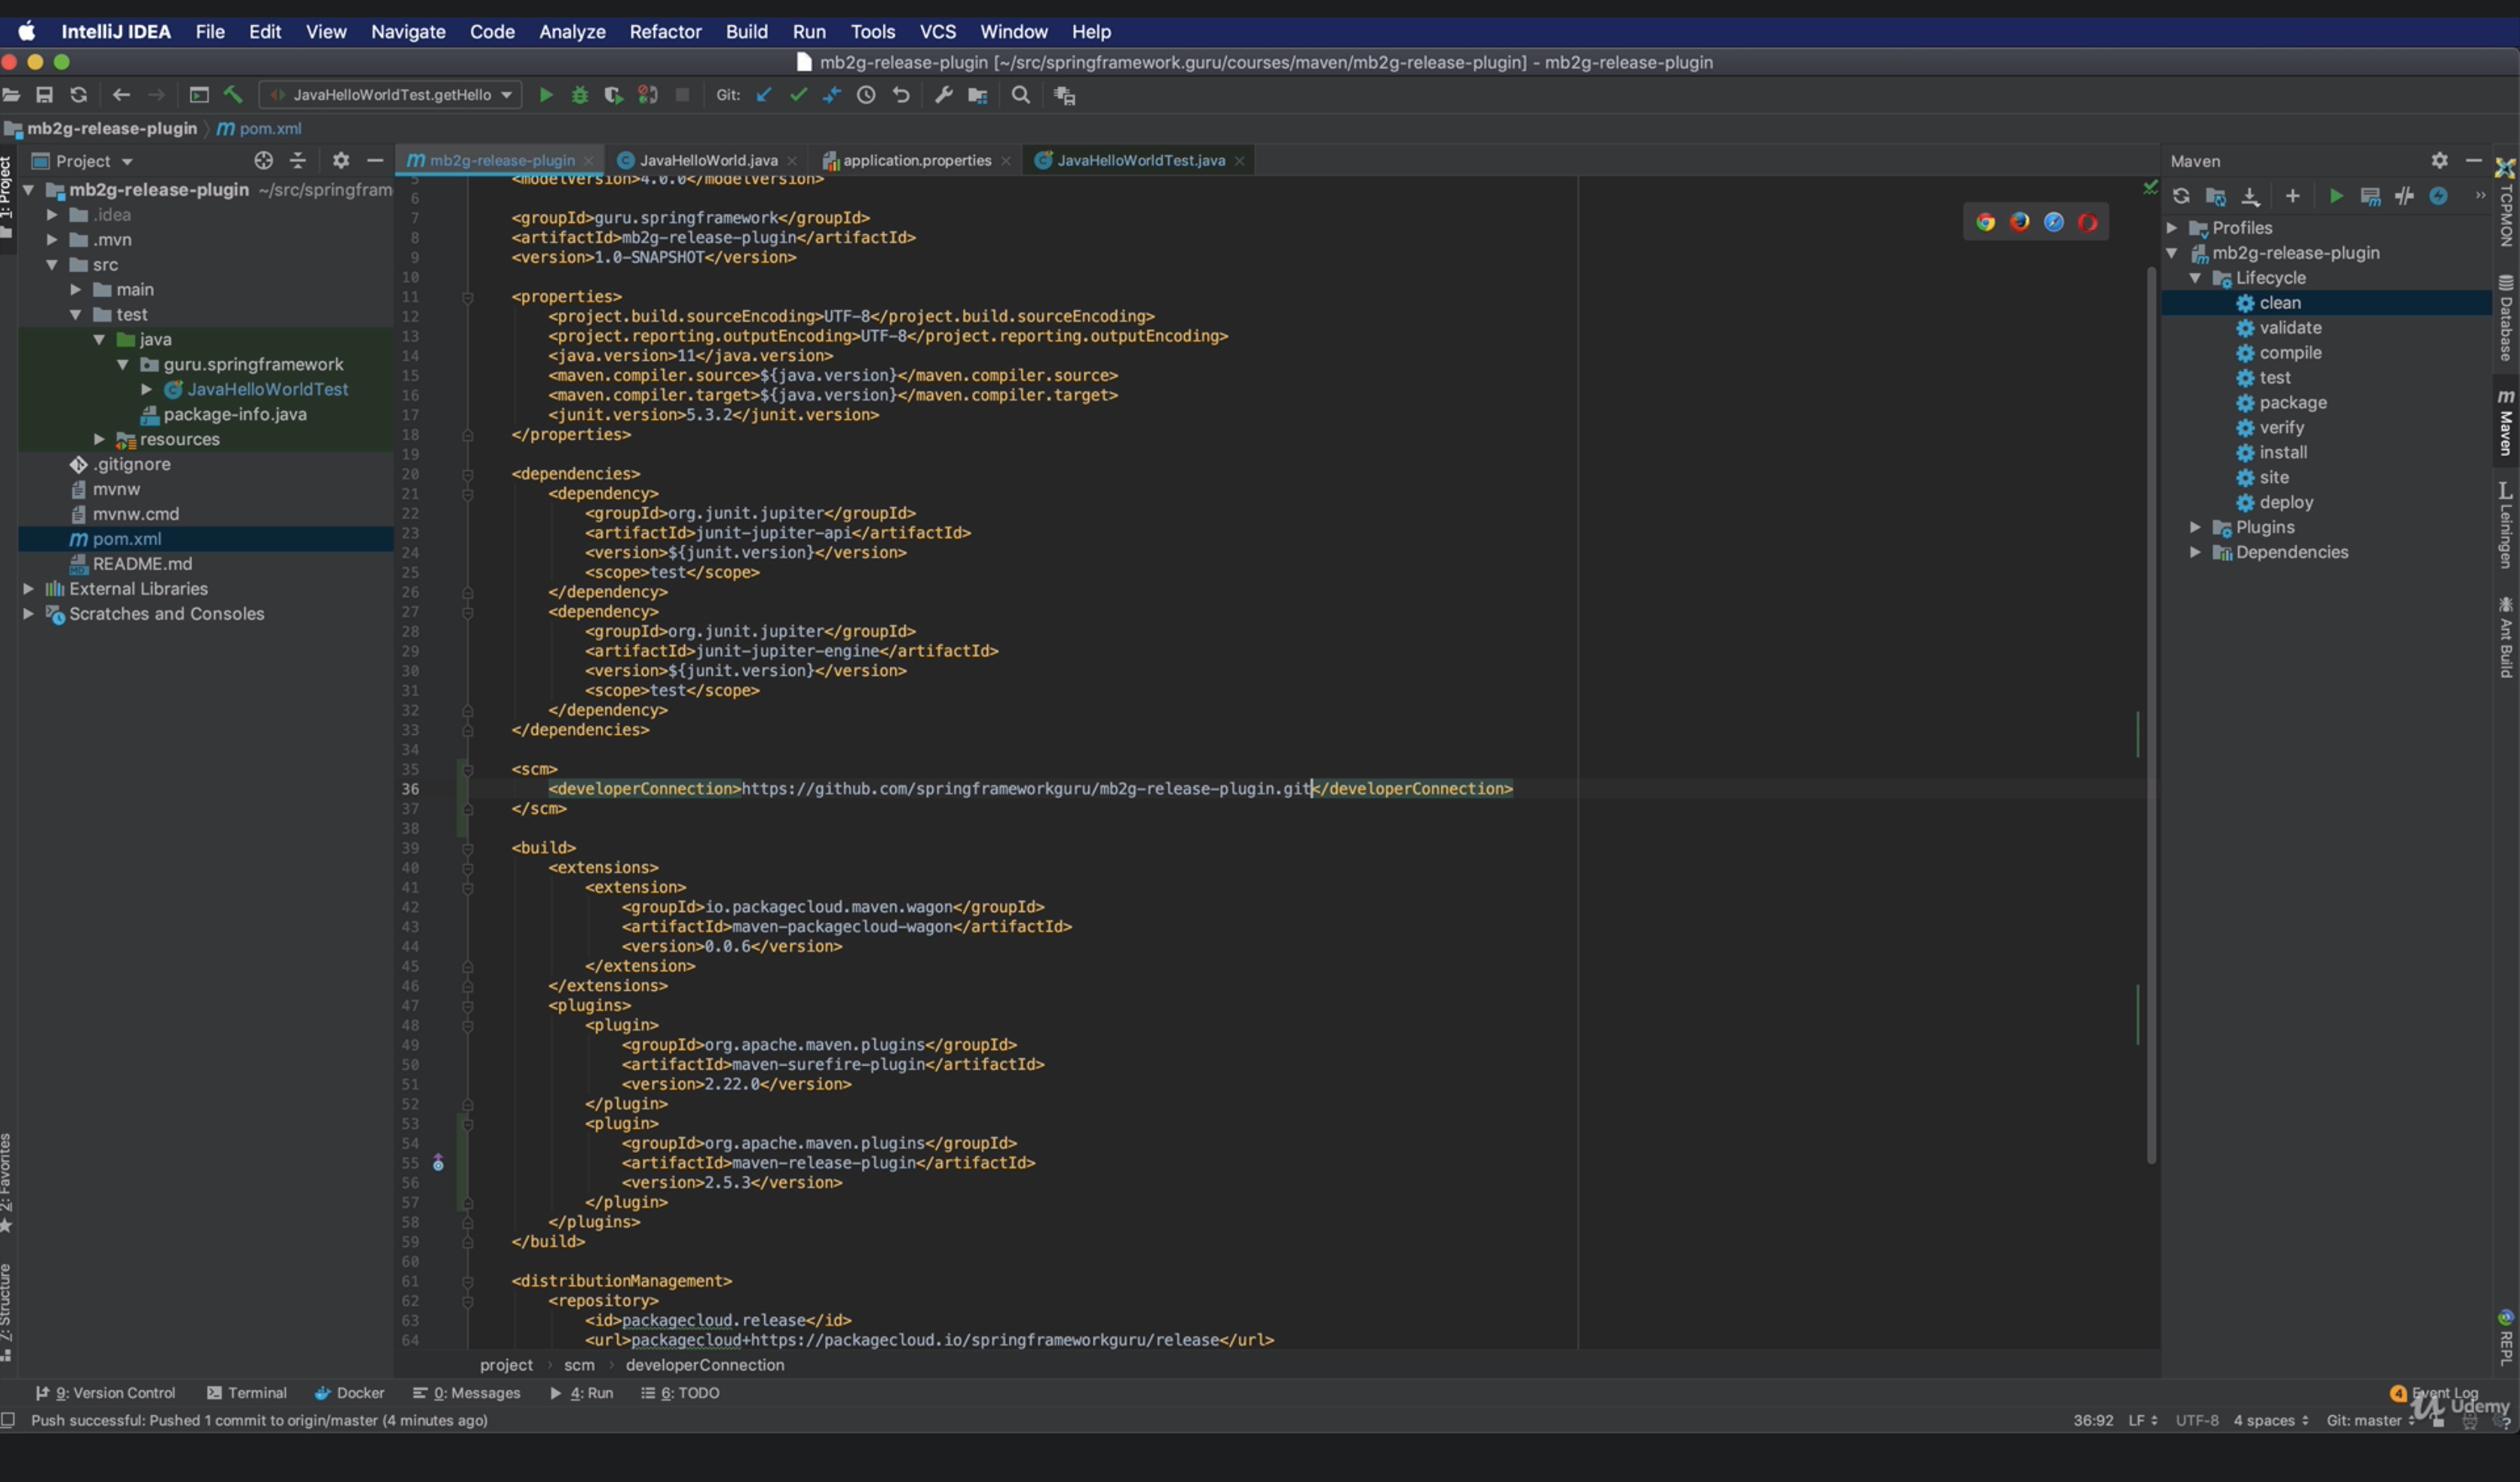 IntelliJ IDEA File Edit View Navigate Code Analyze Refactor Build Run Tools VCS Window Help
mb2g-release-plugin [~/src/springframework.guru/courses/maven/mb2g-release-plugin] - mb2g-release-plugin
JavaHelloWorldTest.getHello Git:
mb2g-release-plugin pom.xml
1: Project
2: Favorites
7: Structure
Project
mb2g-release-plugin ~/src/springfram
.idea
.mvn
src
main
test
java
guru.springframework
JavaHelloWorldTest
package-info.java
resources
.gitignore
mvnw
mvnw.cmd
pom.xml
README.md
External Libraries
Scratches and Consoles
mb2g-release-plugin JavaHelloWorld.java application.properties JavaHelloWorldTest.java
5 <modelVersion>4.0.0</modelVersion>
6
7 <groupId>guru.springframework</groupId>
8 <artifactId>mb2g-release-plugin</artifactId>
9 <version>1.0-SNAPSHOT</version>
10
11 <properties>
12 <project.build.sourceEncoding>UTF-8</project.build.sourceEncoding>
13 <project.reporting.outputEncoding>UTF-8</project.reporting.outputEncoding>
14 <java.version>11</java.version>
15 <maven.compiler.source>${java.version}</maven.compiler.source>
16 <maven.compiler.target>${java.version}</maven.compiler.target>
17 <junit.version>5.3.2</junit.version>
18 </properties>
19
20 <dependencies>
21 <dependency>
22 <groupId>org.junit.jupiter</groupId>
23 <artifactId>junit-jupiter-api</artifactId>
24 <version>${junit.version}</version>
25 <scope>test</scope>
26 </dependency>
27 <dependency>
28 <groupId>org.junit.jupiter</groupId>
29 <artifactId>junit-jupiter-engine</artifactId>
30 <version>${junit.version}</version>
31 <scope>test</scope>
32 </dependency>
33 </dependencies>
34
35 <scm>
36 <developerConnection>https://github.com/springframeworkguru/mb2g-release-plugin.git</developerConnection>
37 </scm>
38
39 <build>
40 <extensions>
41 <extension>
42 <groupId>io.packagecloud.maven.wagon</groupId>
43 <artifactId>maven-packagecloud-wagon</artifactId>
44 <version>0.0.6</version>
45 </extension>
46 </extensions>
47 <plugins>
48 <plugin>
49 <groupId>org.apache.maven.plugins</groupId>
50 <artifactId>maven-surefire-plugin</artifactId>
51 <version>2.22.0</version>
52 </plugin>
53 <plugin>
54 <groupId>org.apache.maven.plugins</groupId>
55 <artifactId>maven-release-plugin</artifactId>
56 <version>2.5.3</version>
57 </plugin>
58 </plugins>
59 </build>
60
61 <distributionManagement>
62 <repository>
63 <id>packagecloud.release</id>
64 <url>packagecloud+https://packagecloud.io/springframeworkguru/release</url>
project scm developerConnection
Maven
Profiles
mb2g-release-plugin
Lifecycle
clean
validate
compile
test
package
verify
install
site
deploy
Plugins
Dependencies
TCPMON
Database
Maven
Leiningen
Ant Build
REPL
9: Version Control Terminal Docker 0: Messages 4: Run 6: TODO 4 Event Log
Push successful: Pushed 1 commit to origin/master (4 minutes ago) 36:92 LF UTF-8 4 spaces Git: master
Udemy